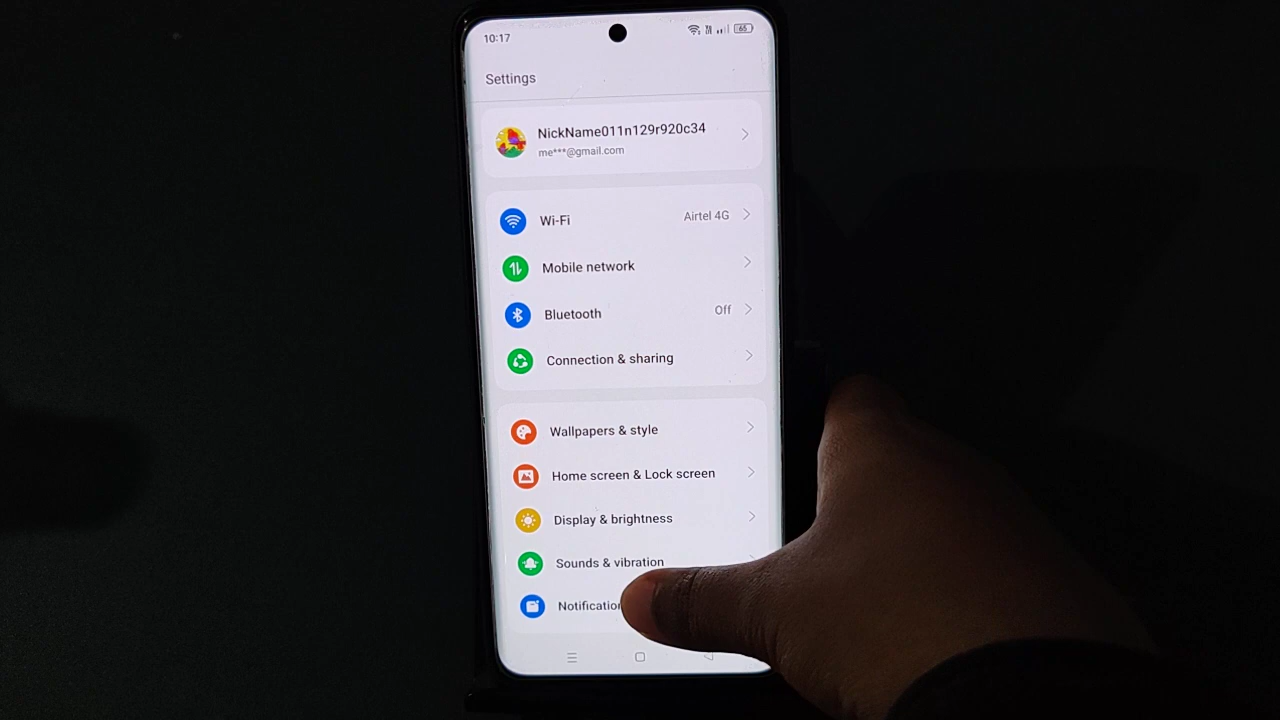 10:17
65
Settings
NickName011n129r920c34
me***@gmail.com
Wi-Fi Airtel 4G
Mobile network
Bluetooth Off
Connection & sharing
Wallpapers & style
Home screen & Lock screen
Display & brightness
Sounds & vibration
Notification